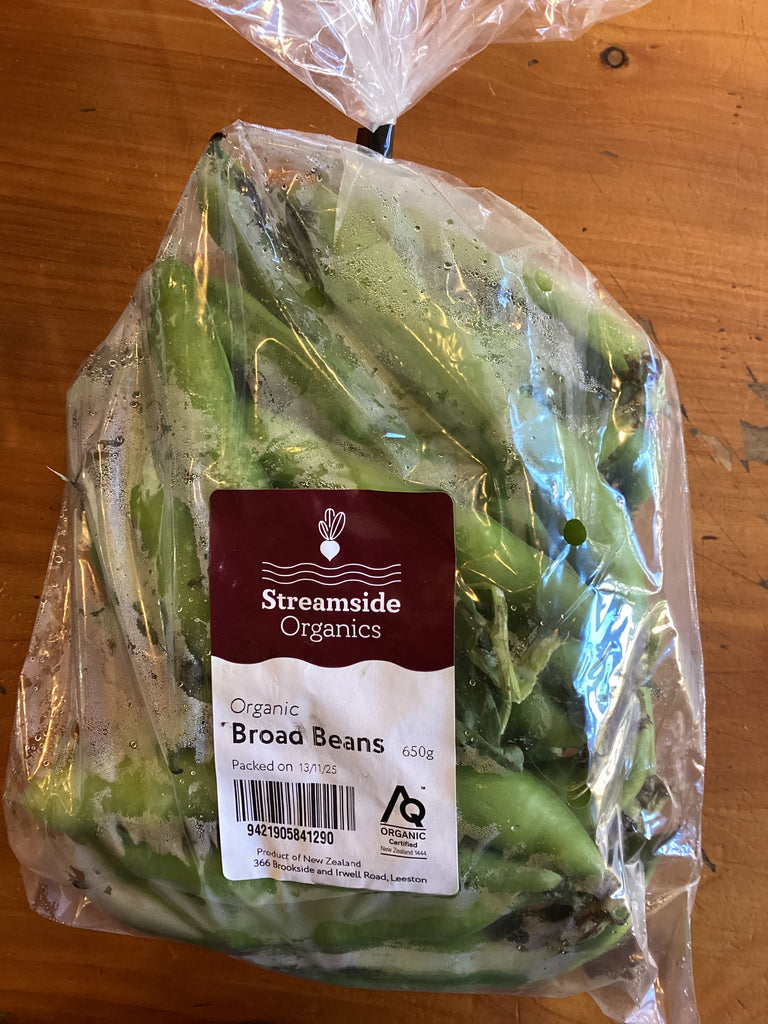 Streamside
Organics
Organic
Broad Beans 650g
Packed on 13/11/25
9421905841290
AQ ™
ORGANIC
Certified
New Zealand 1444
Product of New Zealand
366 Brookside and Irwell Road, Leeston